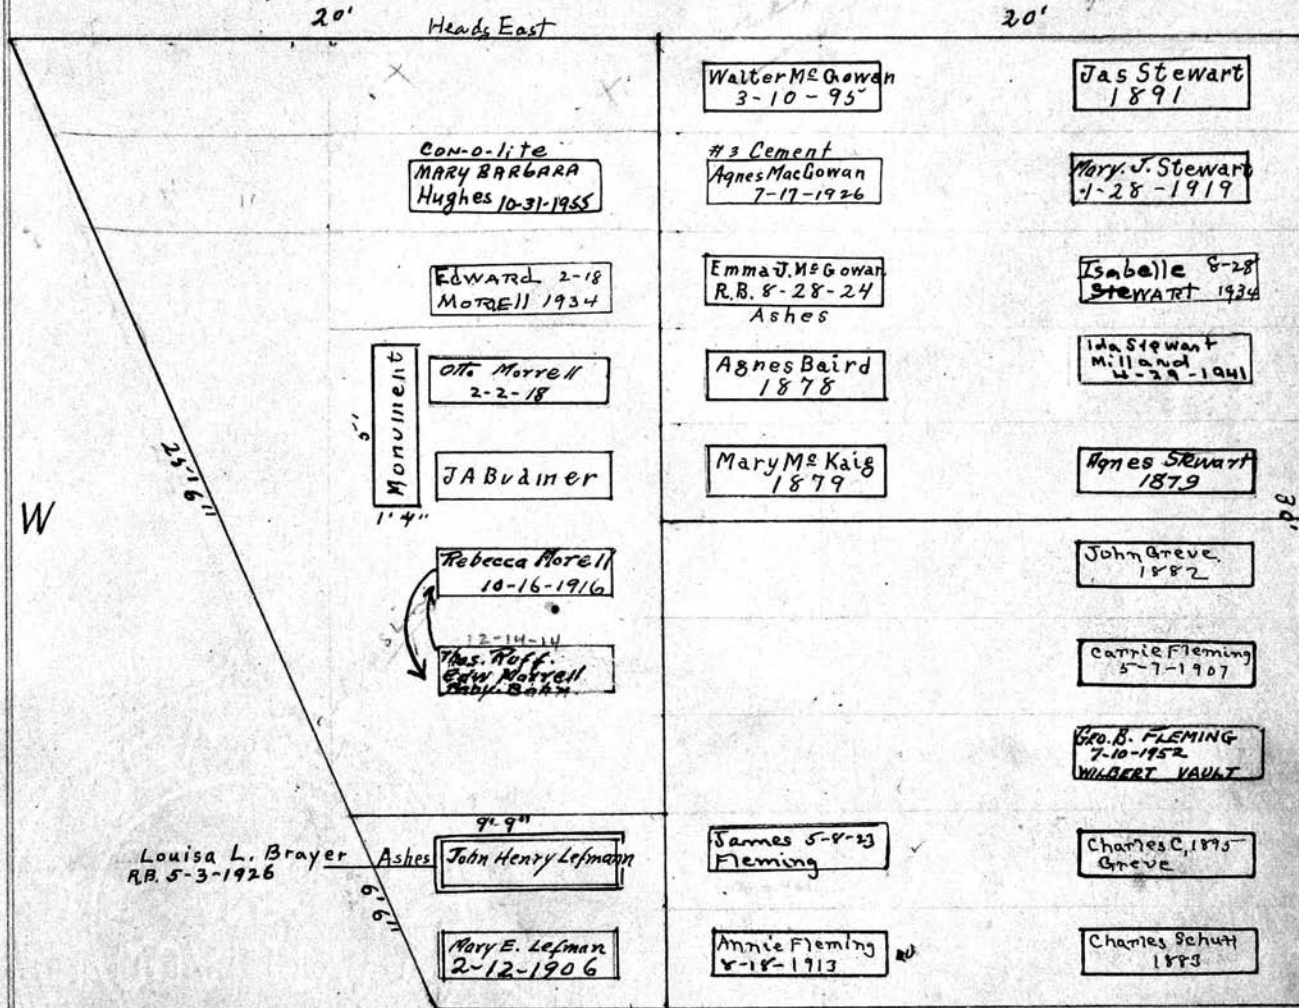 20'
Heads East
20'
Con-o-lite
MARY BARBARA
Hughes 10-31-1955
EDWARD 2-18
MORELL 1934
Monument
5'
1' 4"
Otto Morrell
2-2-18
JA Budiner
Rebecca Morell
10-16-1916
12-14-14
Thos. Ruff.
Edw Morrell
Baby
W
9'-9"
Louisa L. Brayer
R.B. 5-3-1926
Ashes
John Henry Lefmann
6' 6"
Mary E. Lefman
2-12-1906
Walter McGowan
3-10-95
#3 Cement
Agnes MacGowan
7-17-1926
Emma J. McGowan
R.B. 8-28-24
Ashes
Agnes Baird
1878
Mary McKaig
1879
James 5-8-23
Fleming
Annie Fleming
8-18-1913
Jas Stewart
1891
Mary. J. Stewart
1-28-1919
Isabelle 8-28
STEWART 1934
Ida Stewart
Milland
4-29-1941
Agnes Stewart
1879
John Greve
1882
Carrie Fleming
5-7-1907
GEO. B. FLEMING
7-10-1952
WILBERT VAULT
Charles C, 1895
Greve
Charles Schutt
1883